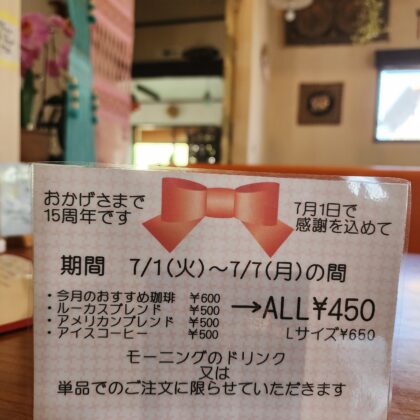 おかげさまで
15周年です
7月1日で
感謝を込めて
期間 7/1(火)～7/7(月)の間
・今月のおすすめ珈琲 ￥600
・ルーカスブレンド ￥500
・アメリカンブレンド ￥500
・アイスコーヒー ￥500
→ALL￥450
Lサイズ￥650
モーニングのドリンク
又は
単品でのご注文に限らせていただきます